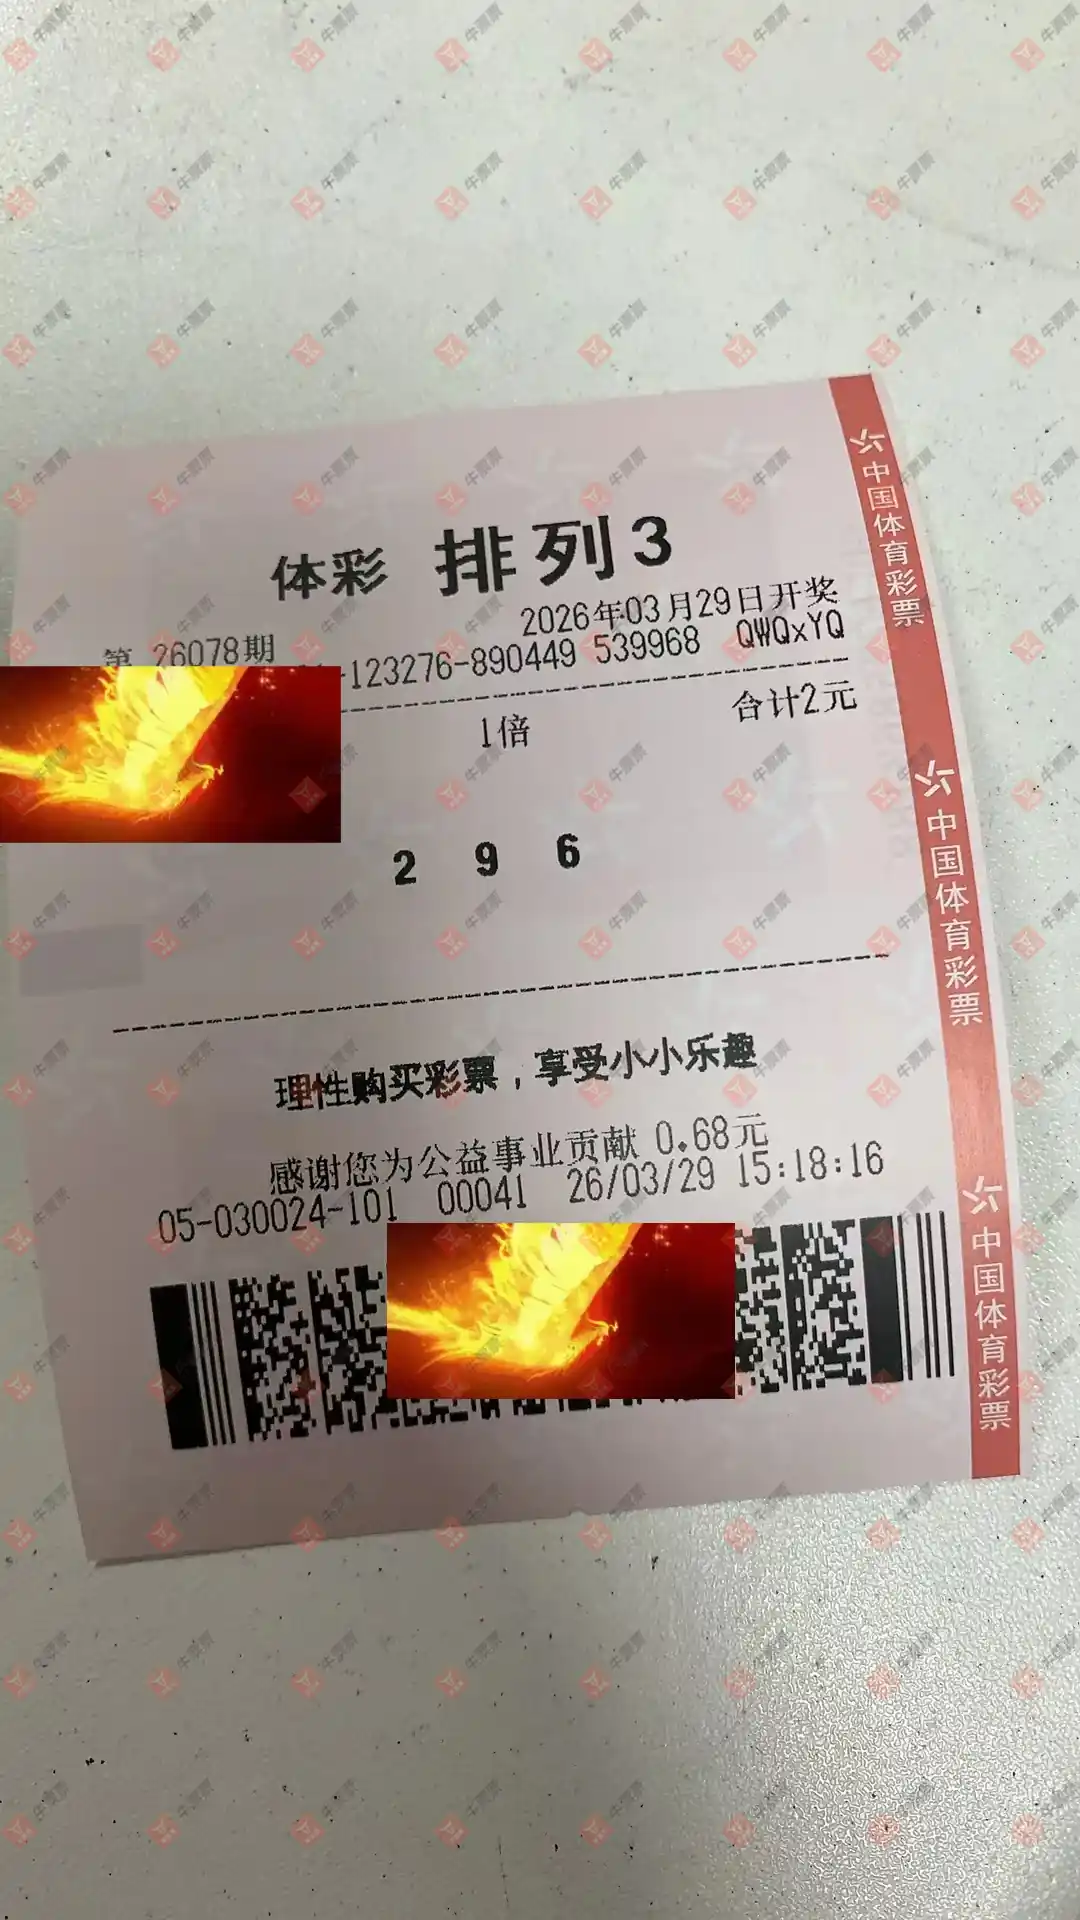 体彩 排列3
2026年03月29日开奖
第 26078期
-123276-890449 539968 QWQxYQ
1倍
合计2元
2 9 6
理性购买彩票，享受小小乐趣
感谢您为公益事业贡献 0.68元
05-030024-101 00041 26/03/29 15:18:16
中国体育彩票
中国体育彩票
中国体育彩票